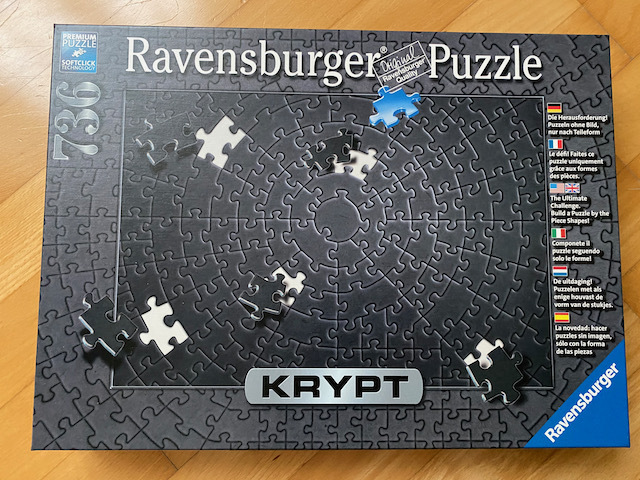 PREMIUM
PUZZLE
SOFTCLICK
TECHNOLOGY
Ravensburger® Puzzle
Original
Ravensburger
Quality
736
Die Herausforderung!
Puzzeln ohne Bild,
nur nach Teileform
Le défi! Faites ce
puzzle uniquement
grâce aux formes
des pièces.
The Ultimate
Challenge.
Build a Puzzle by the
Piece Shapes!
Componete il
puzzle seguendo
solo le forme!
De uitdaging!
Puzzelen met als
enige houvast de
vorm van de stukjes.
La novedad: hacer
puzzles sin imagen,
sólo con la forma
de las piezas
KRYPT
Ravensburger